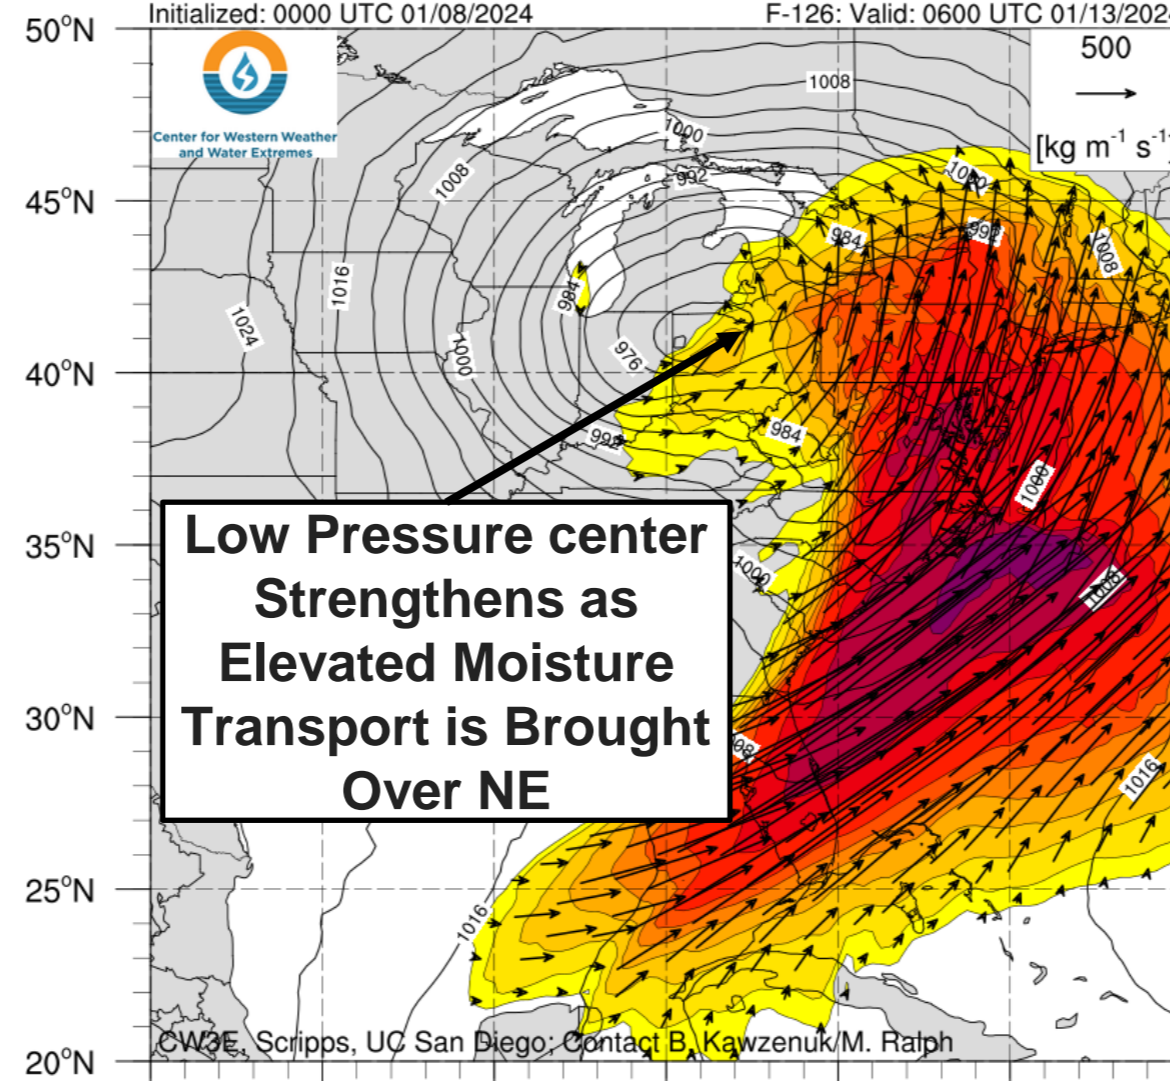 Initialized: 0000 UTC 01/08/2024
F-126: Valid: 0600 UTC 01/13/2024
50°N
500
[kg m⁻¹ s⁻¹
Center for Western Weather
and Water Extremes
1008
1000
1008
992
1000
45°N
984
992
1008
1016
984
1024
1000
976
40°N
992
984
1000
35°N
1000
1008
Low Pressure center
Strengthens as
Elevated Moisture
Transport is Brought
Over NE
30°N
08
1016
25°N
1016
CW3E, Scripps, UC San Diego; Contact B. Kawzenuk/M. Ralph
20°N